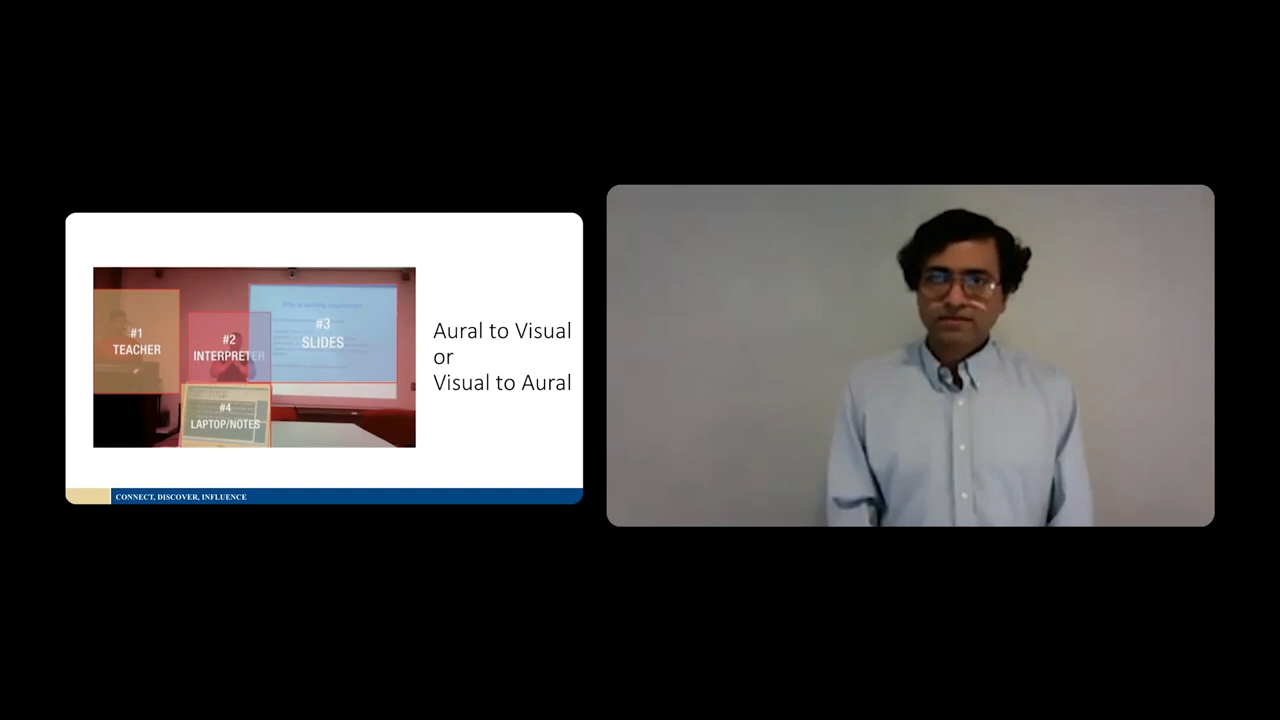 #1
TEACHER
#2
INTERPRETER
#3
SLIDES
#4
LAPTOP/NOTES
Aural to Visual
or
Visual to Aural
CONNECT, DISCOVER, INFLUENCE